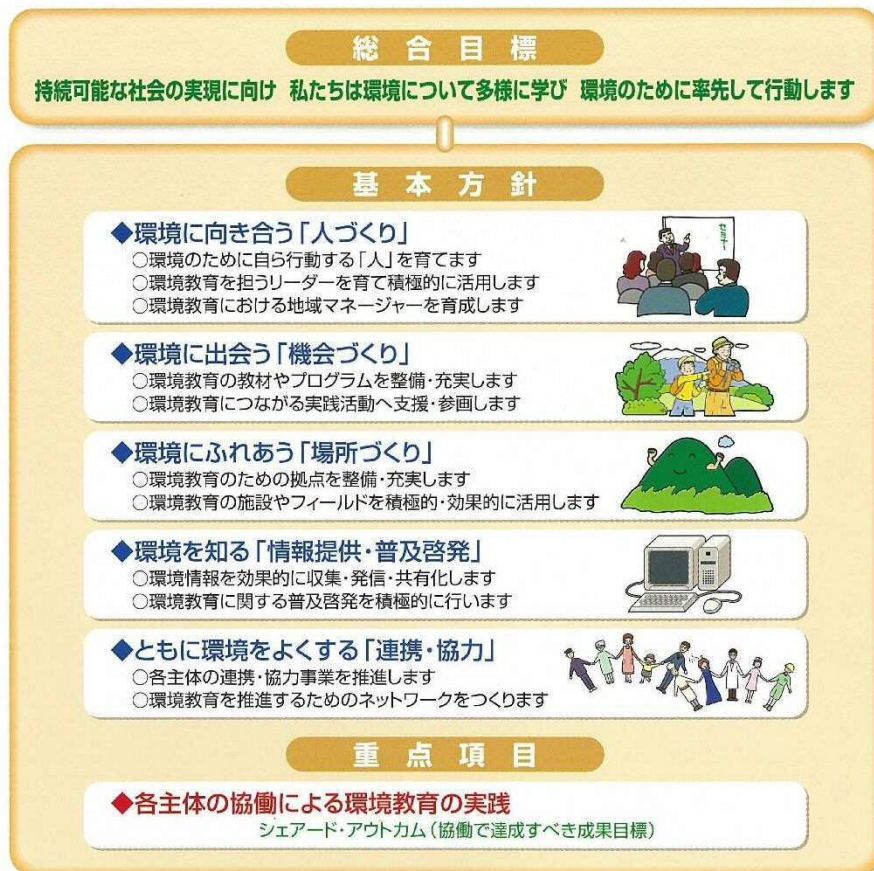 総合目標
持続可能な社会の実現に向け 私たちは環境について多様に学び 環境のために率先して行動します
基本方針
◆環境に向き合う「人づくり」
○環境のために自ら行動する「人」を育てます
○環境教育を担うリーダーを育て積極的に活用します
○環境教育における地域マネージャーを育成します
セミナー
◆環境に出会う「機会づくり」
○環境教育の教材やプログラムを整備・充実します
○環境教育につながる実践活動へ支援・参画します
◆環境にふれあう「場所づくり」
○環境教育のための拠点を整備・充実します
○環境教育の施設やフィールドを積極的・効果的に活用します
◆環境を知る「情報提供・普及啓発」
○環境情報を効果的に収集・発信・共有化します
○環境教育に関する普及啓発を積極的に行います
◆ともに環境をよくする「連携・協力」
○各主体の連携・協力事業を推進します
○環境教育を推進するためのネットワークをつくります
重点項目
◆各主体の協働による環境教育の実践
シェアード・アウトカム(協働で達成すべき成果目標)